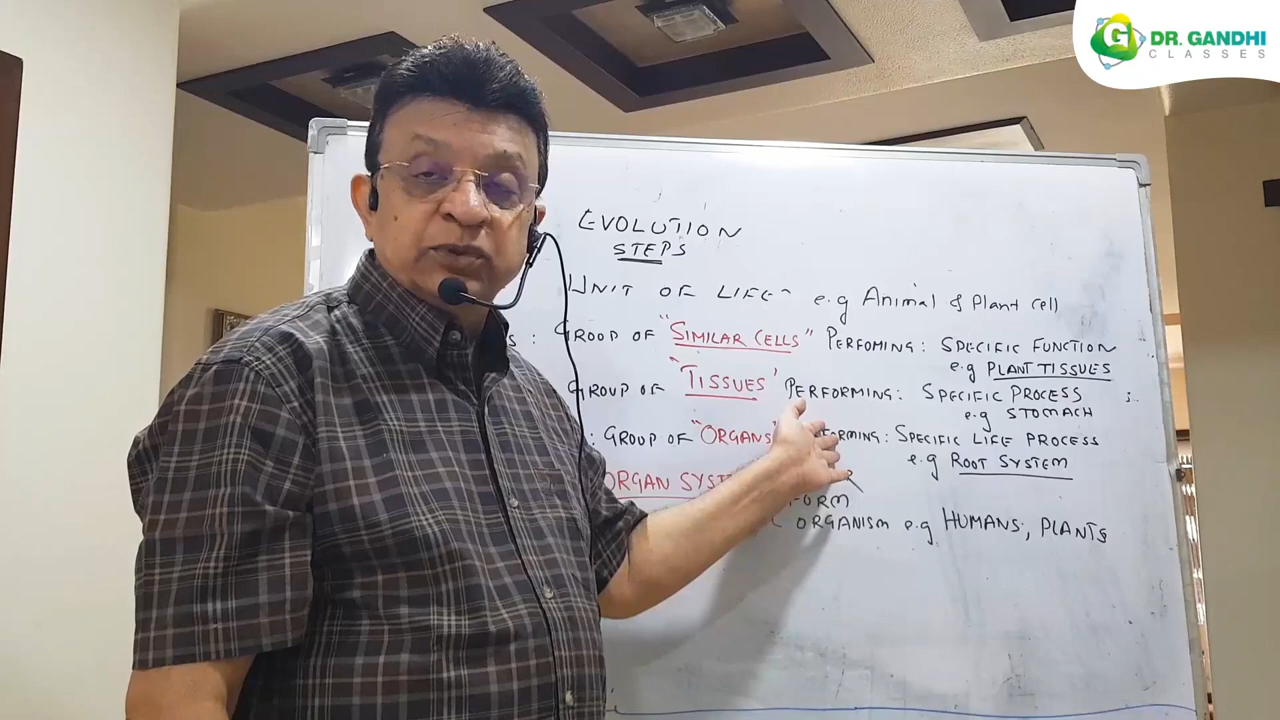 DR. GANDHI
CLASSES
EVOLUTION
STEPS
UNIT OF LIFE e.g Animal & Plant cell
S: GROOP OF "SIMILAR CELLS" PERFOMING: SPECIFIC FUNCTION
e.g PLANT TISSUES
GROUP OF "TISSUES" PERFORMING: SPECIFIC PROCESS
e.g STOMACH
: GROUP OF "ORGANS" FORMING: SPECIFIC LIFE PROCESS
e.g ROOT SYSTEM
ORGAN SYST
FORM
ORGANISM e.g HUMANS, PLANTS